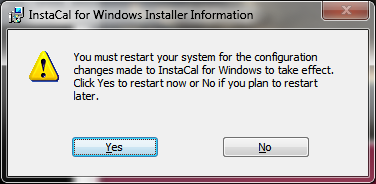 InstaCal for Windows Installer Information
You must restart your system for the configuration
changes made to InstaCal for Windows to take effect.
Click Yes to restart now or No if you plan to restart
later.
Yes
No